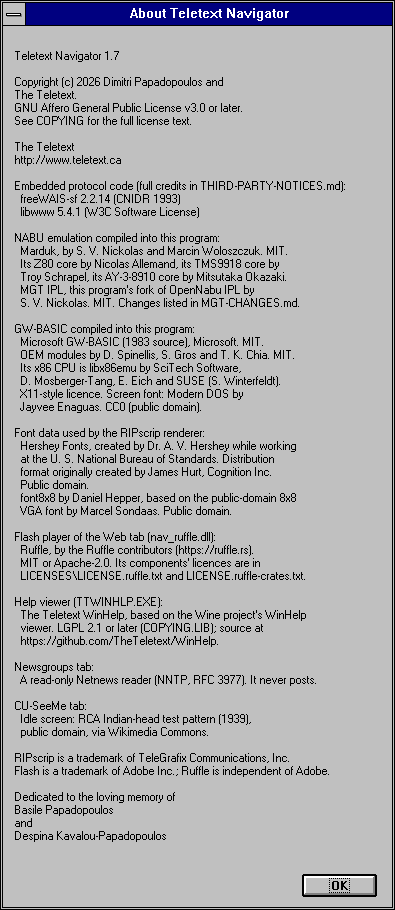 About Teletext Navigator
Teletext Navigator 1.7
Copyright (c) 2026 Dimitri Papadopoulos and
The Teletext.
GNU Affero General Public License v3.0 or later.
See COPYING for the full license text.
The Teletext
http://www.teletext.ca
Embedded protocol code (full credits in THIRD-PARTY-NOTICES.md):
freeWAIS-sf 2.2.14 (CNIDR 1993)
libwww 5.4.1 (W3C Software License)
NABU emulation compiled into this program:
Marduk, by S. V. Nickolas and Marcin Woloszczuk. MIT.
Its Z80 core by Nicolas Allemand, its TMS9918 core by
Troy Schrapel, its AY-3-8910 core by Mitsutaka Okazaki.
MGT IPL, this program's fork of OpenNabu IPL by
S. V. Nickolas. MIT. Changes listed in MGT-CHANGES.md.
GW-BASIC compiled into this program:
Microsoft GW-BASIC (1983 source), Microsoft. MIT.
OEM modules by D. Spinellis, S. Gros and T. K. Chia. MIT.
Its x86 CPU is libx86emu by SciTech Software,
D. Mosberger-Tang, E. Eich and SUSE (S. Winterfeldt).
X11-style licence. Screen font: Modern DOS by
Jayvee Enaguas. CC0 (public domain).
Font data used by the RIPscrip renderer:
Hershey Fonts, created by Dr. A. V. Hershey while working
at the U. S. National Bureau of Standards. Distribution
format originally created by James Hurt, Cognition Inc.
Public domain.
font8x8 by Daniel Hepper, based on the public-domain 8x8
VGA font by Marcel Sondaas. Public domain.
Flash player of the Web tab (nav_ruffle.dll):
Ruffle, by the Ruffle contributors (https://ruffle.rs).
MIT or Apache-2.0. Its components' licences are in
LICENSES\LICENSE.ruffle.txt and LICENSE.ruffle-crates.txt.
Help viewer (TTWINHLP.EXE):
The Teletext WinHelp, based on the Wine project's WinHelp
viewer. LGPL 2.1 or later (COPYING.LIB); source at
https://github.com/TheTeletext/WinHelp.
Newsgroups tab:
A read-only Netnews reader (NNTP, RFC 3977). It never posts.
CU-SeeMe tab:
Idle screen: RCA Indian-head test pattern (1939),
public domain, via Wikimedia Commons.
RIPscrip is a trademark of TeleGrafix Communications, Inc.
Flash is a trademark of Adobe Inc.; Ruffle is independent of Adobe.
Dedicated to the loving memory of
Basile Papadopoulos
and
Despina Kavalou-Papadopoulos
OK